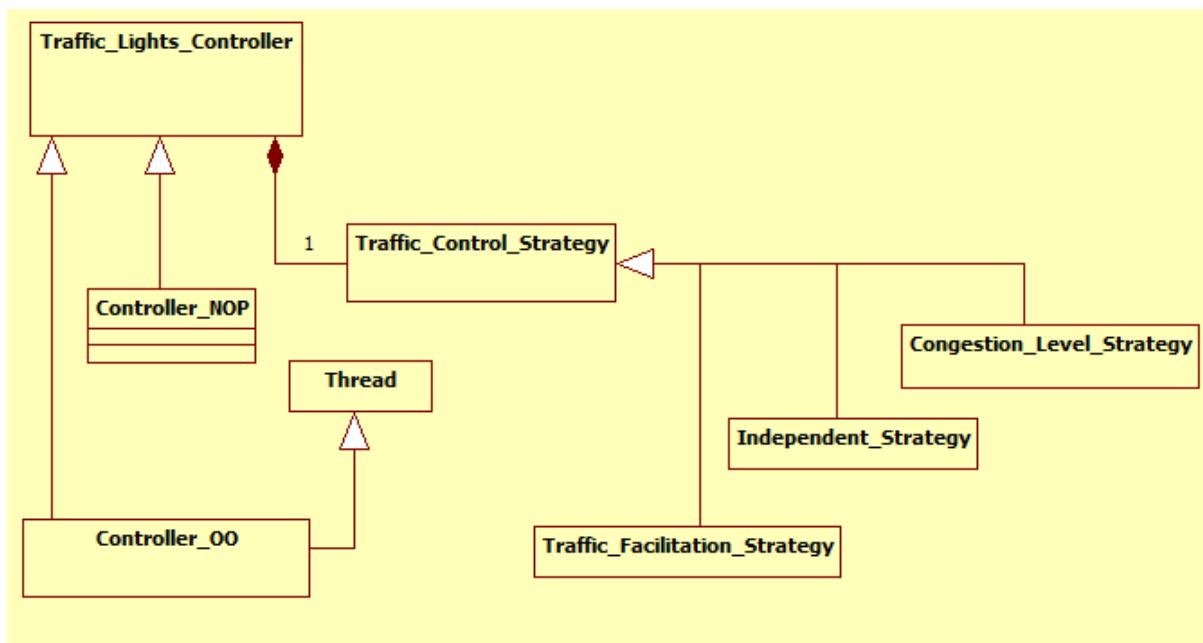 Traffic_Lights_Controller
1
Traffic_Control_Strategy
Controller_NOP
Congestion_Level_Strategy
Thread
Independent_Strategy
Controller_OO
Traffic_Facilitation_Strategy